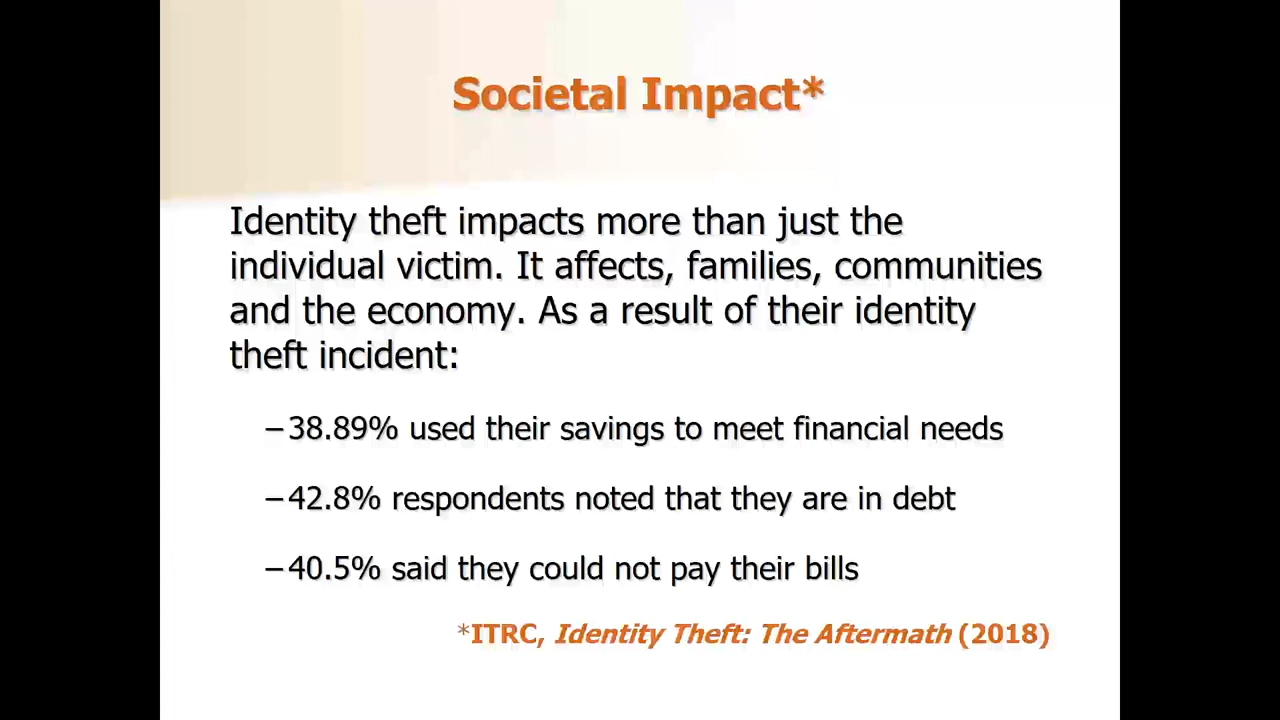 Societal Impact*
Identity theft impacts more than just the
individual victim. It affects, families, communities
and the economy. As a result of their identity
theft incident:
–38.89% used their savings to meet financial needs
–42.8% respondents noted that they are in debt
–40.5% said they could not pay their bills
*ITRC, Identity Theft: The Aftermath (2018)